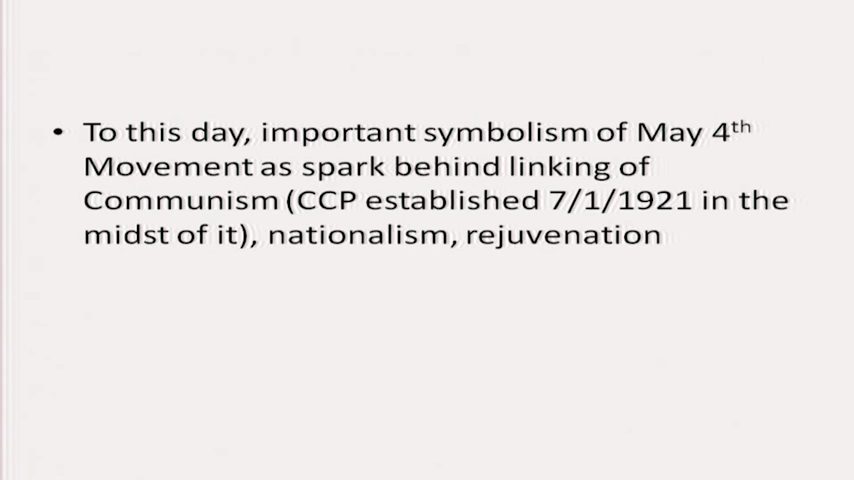 • To this day, important symbolism of May 4th
Movement as spark behind linking of
Communism (CCP established 7/1/1921 in the
midst of it), nationalism, rejuvenation